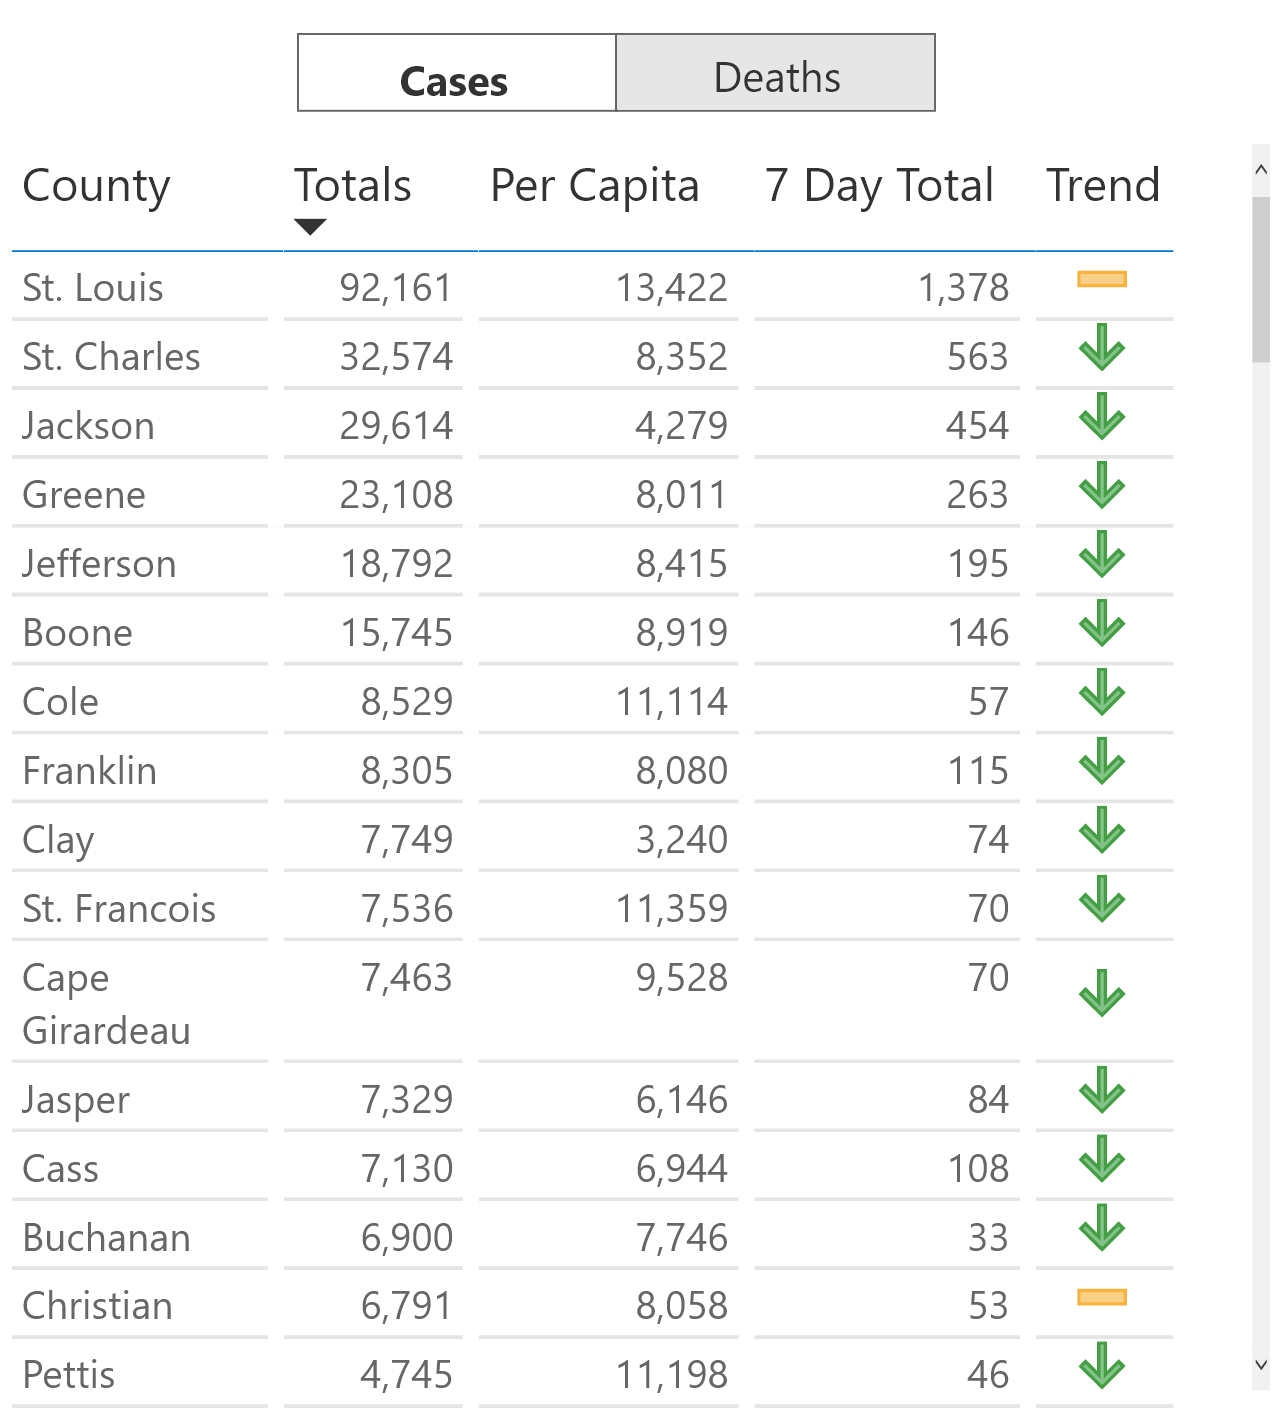 Cases Deaths
County Totals Per Capita 7 Day Total Trend
St. Louis 92,161 13,422 1,378
St. Charles 32,574 8,352 563
Jackson 29,614 4,279 454
Greene 23,108 8,011 263
Jefferson 18,792 8,415 195
Boone 15,745 8,919 146
Cole 8,529 11,114 57
Franklin 8,305 8,080 115
Clay 7,749 3,240 74
St. Francois 7,536 11,359 70
Cape 7,463 9,528 70
Girardeau
Jasper 7,329 6,146 84
Cass 7,130 6,944 108
Buchanan 6,900 7,746 33
Christian 6,791 8,058 53
Pettis 4,745 11,198 46